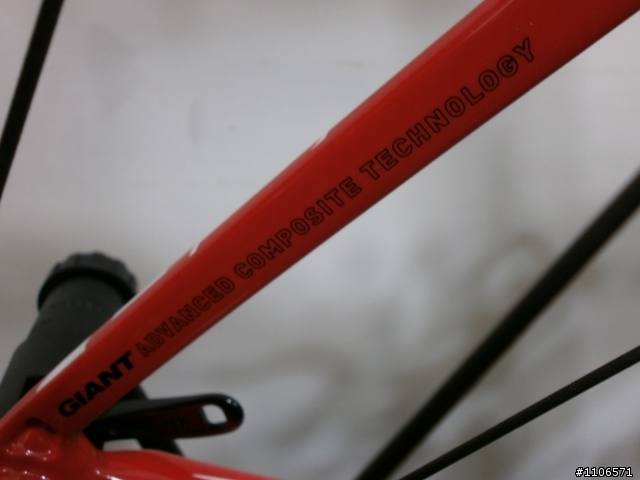 GIANT ADVANCED COMPOSITE TECHNOLOGY
#1106571